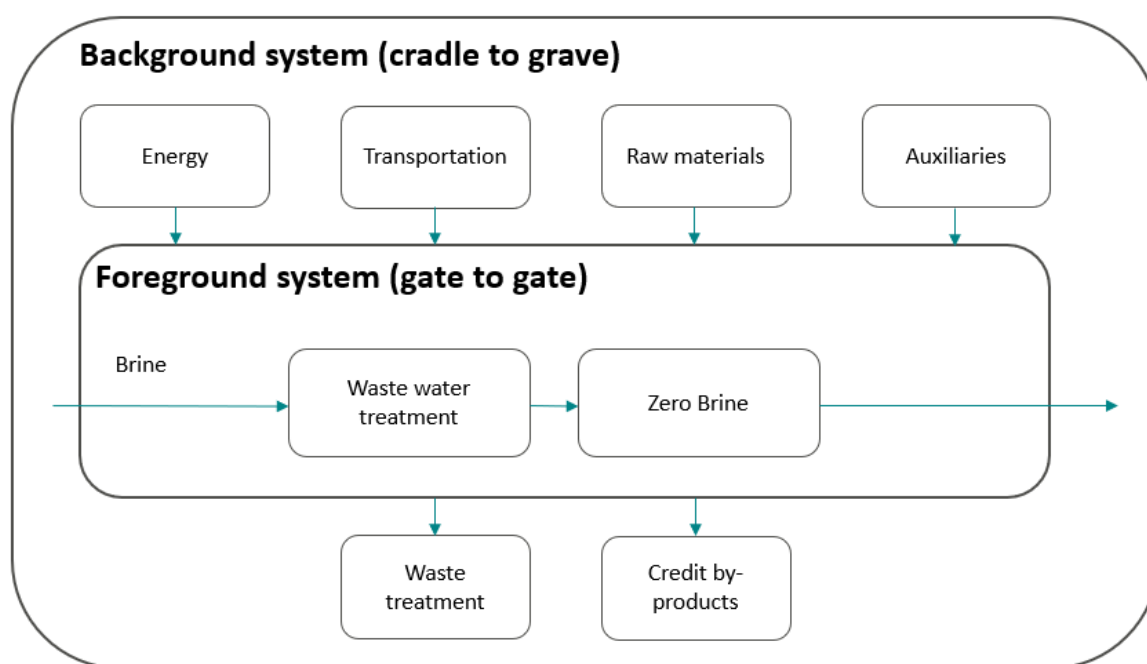 Background system (cradle to grave)
Energy
Transportation
Raw materials
Auxiliaries
Foreground system (gate to gate)
Brine
Waste water
treatment
Zero Brine
Waste
treatment
Credit by-
products